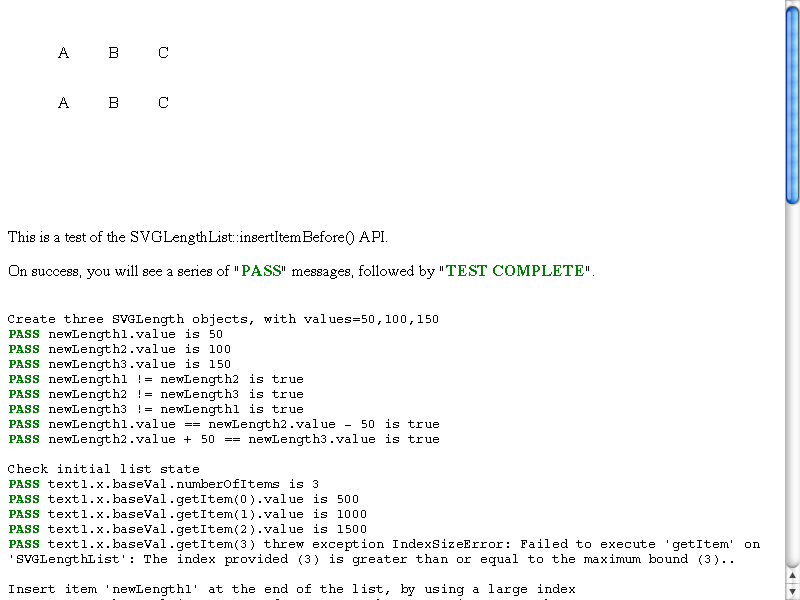 A B C
A B C
This is a test of the SVGLengthList::insertItemBefore() API.
On success, you will see a series of "PASS" messages, followed by "TEST COMPLETE".
Create three SVGLength objects, with values=50,100,150
PASS newLength1.value is 50
PASS newLength2.value is 100
PASS newLength3.value is 150
PASS newLength1 != newLength2 is true
PASS newLength2 != newLength3 is true
PASS newLength3 != newLength1 is true
PASS newLength1.value == newLength2.value - 50 is true
PASS newLength2.value + 50 == newLength3.value is true
Check initial list state
PASS text1.x.baseVal.numberOfItems is 3
PASS text1.x.baseVal.getItem(0).value is 500
PASS text1.x.baseVal.getItem(1).value is 1000
PASS text1.x.baseVal.getItem(2).value is 1500
PASS text1.x.baseVal.getItem(3) threw exception IndexSizeError: Failed to execute 'getItem' on
'SVGLengthList': The index provided (3) is greater than or equal to the maximum bound (3)..
Insert item 'newLength1' at the end of the list, by using a large index